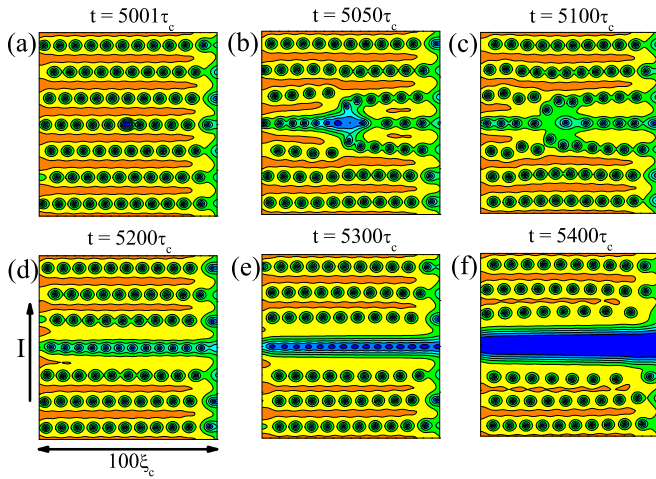 t = 5001τc
t = 5050τc
t = 5100τc
(a)
(b)
(c)
t = 5200τc
t = 5300τc
t = 5400τc
(d)
(e)
(f)
I
100ξc